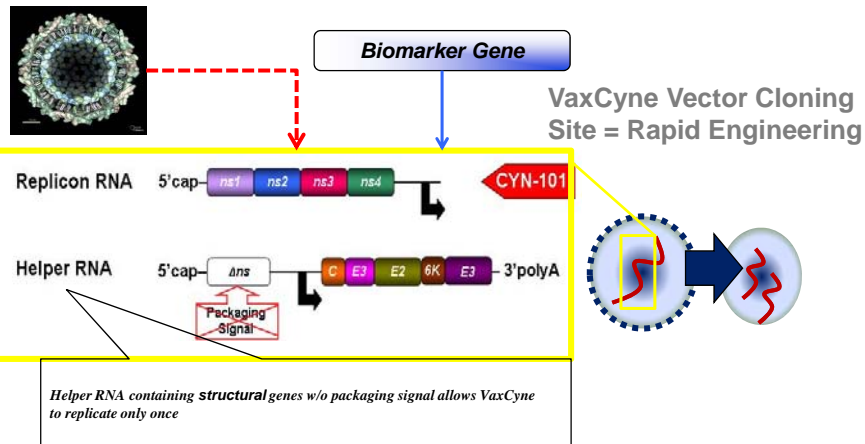 Biomarker Gene
VaxCyne Vector Cloning
Site = Rapid Engineering
Replicon RNA 5'cap ns1 ns2 ns3 ns4 CYN-101
Helper RNA 5'cap Δns C E3 E2 6K E3 3'polyA
Packaging
Signal
Helper RNA containing structural genes w/o packaging signal allows VaxCyne
to replicate only once